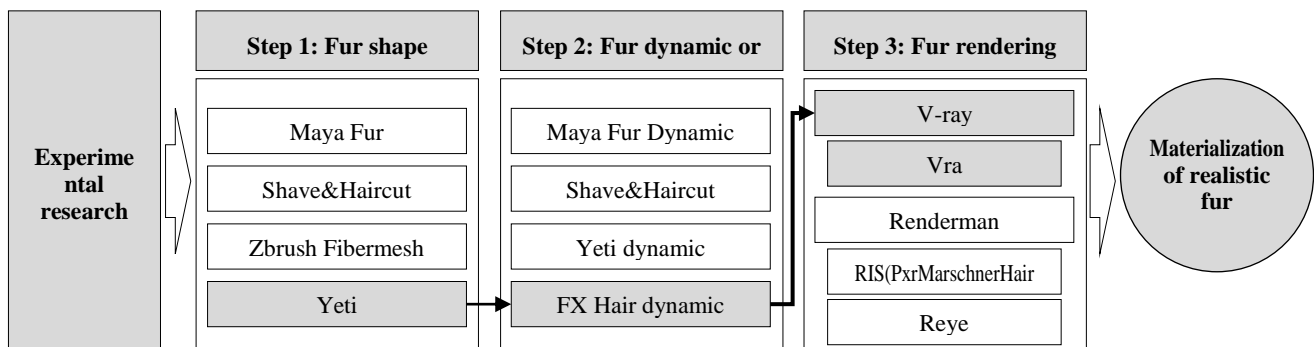 Experime
ntal
research
Step 1: Fur shape
Maya Fur
Shave&Haircut
Zbrush Fibermesh
Yeti
Step 2: Fur dynamic or
Maya Fur Dynamic
Shave&Haircut
Yeti dynamic
FX Hair dynamic
Step 3: Fur rendering
V-ray
Vra
Renderman
RIS(PxrMarschnerHair
Reye
Materialization
of realistic
fur